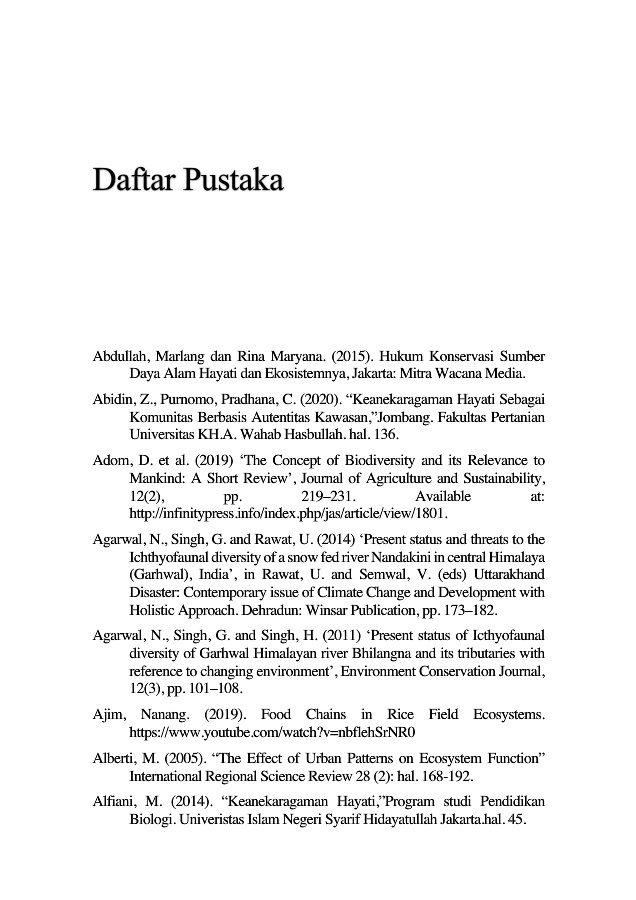 Daftar Pustaka
Abdullah, Marlang dan Rina Maryana. (2015). Hukum Konservasi Sumber
Daya Alam Hayati dan Ekosistemnya, Jakarta: Mitra Wacana Media.
Abidin, Z., Purnomo, Pradhana, C. (2020). “Keanekaragaman Hayati Sebagai
Komunitas Berbasis Autentitas Kawasan,”Jombang. Fakultas Pertanian
Universitas KH.A. Wahab Hasbullah. hal. 136.
Adom, D. et al. (2019) ‘The Concept of Biodiversity and its Relevance to
Mankind: A Short Review’, Journal of Agriculture and Sustainability,
12(2), pp. 219–231. Available at:
http://infinitypress.info/index.php/jas/article/view/1801.
Agarwal, N., Singh, G. and Rawat, U. (2014) ‘Present status and threats to the
Ichthyofaunal diversity of a snow fed river Nandakini in central Himalaya
(Garhwal), India’, in Rawat, U. and Semwal, V. (eds) Uttarakhand
Disaster: Contemporary issue of Climate Change and Development with
Holistic Approach. Dehradun: Winsar Publication, pp. 173–182.
Agarwal, N., Singh, G. and Singh, H. (2011) ‘Present status of Icthyofaunal
diversity of Garhwal Himalayan river Bhilangna and its tributaries with
reference to changing environment’, Environment Conservation Journal,
12(3), pp. 101–108.
Ajim, Nanang. (2019). Food Chains in Rice Field Ecosystems.
https://www.youtube.com/watch?v=nbflehSrNR0
Alberti, M. (2005). “The Effect of Urban Patterns on Ecosystem Function”
International Regional Science Review 28 (2): hal. 168-192.
Alfiani, M. (2014). “Keanekaragaman Hayati,”Program studi Pendidikan
Biologi. Univeristas Islam Negeri Syarif Hidayatullah Jakarta.hal. 45.